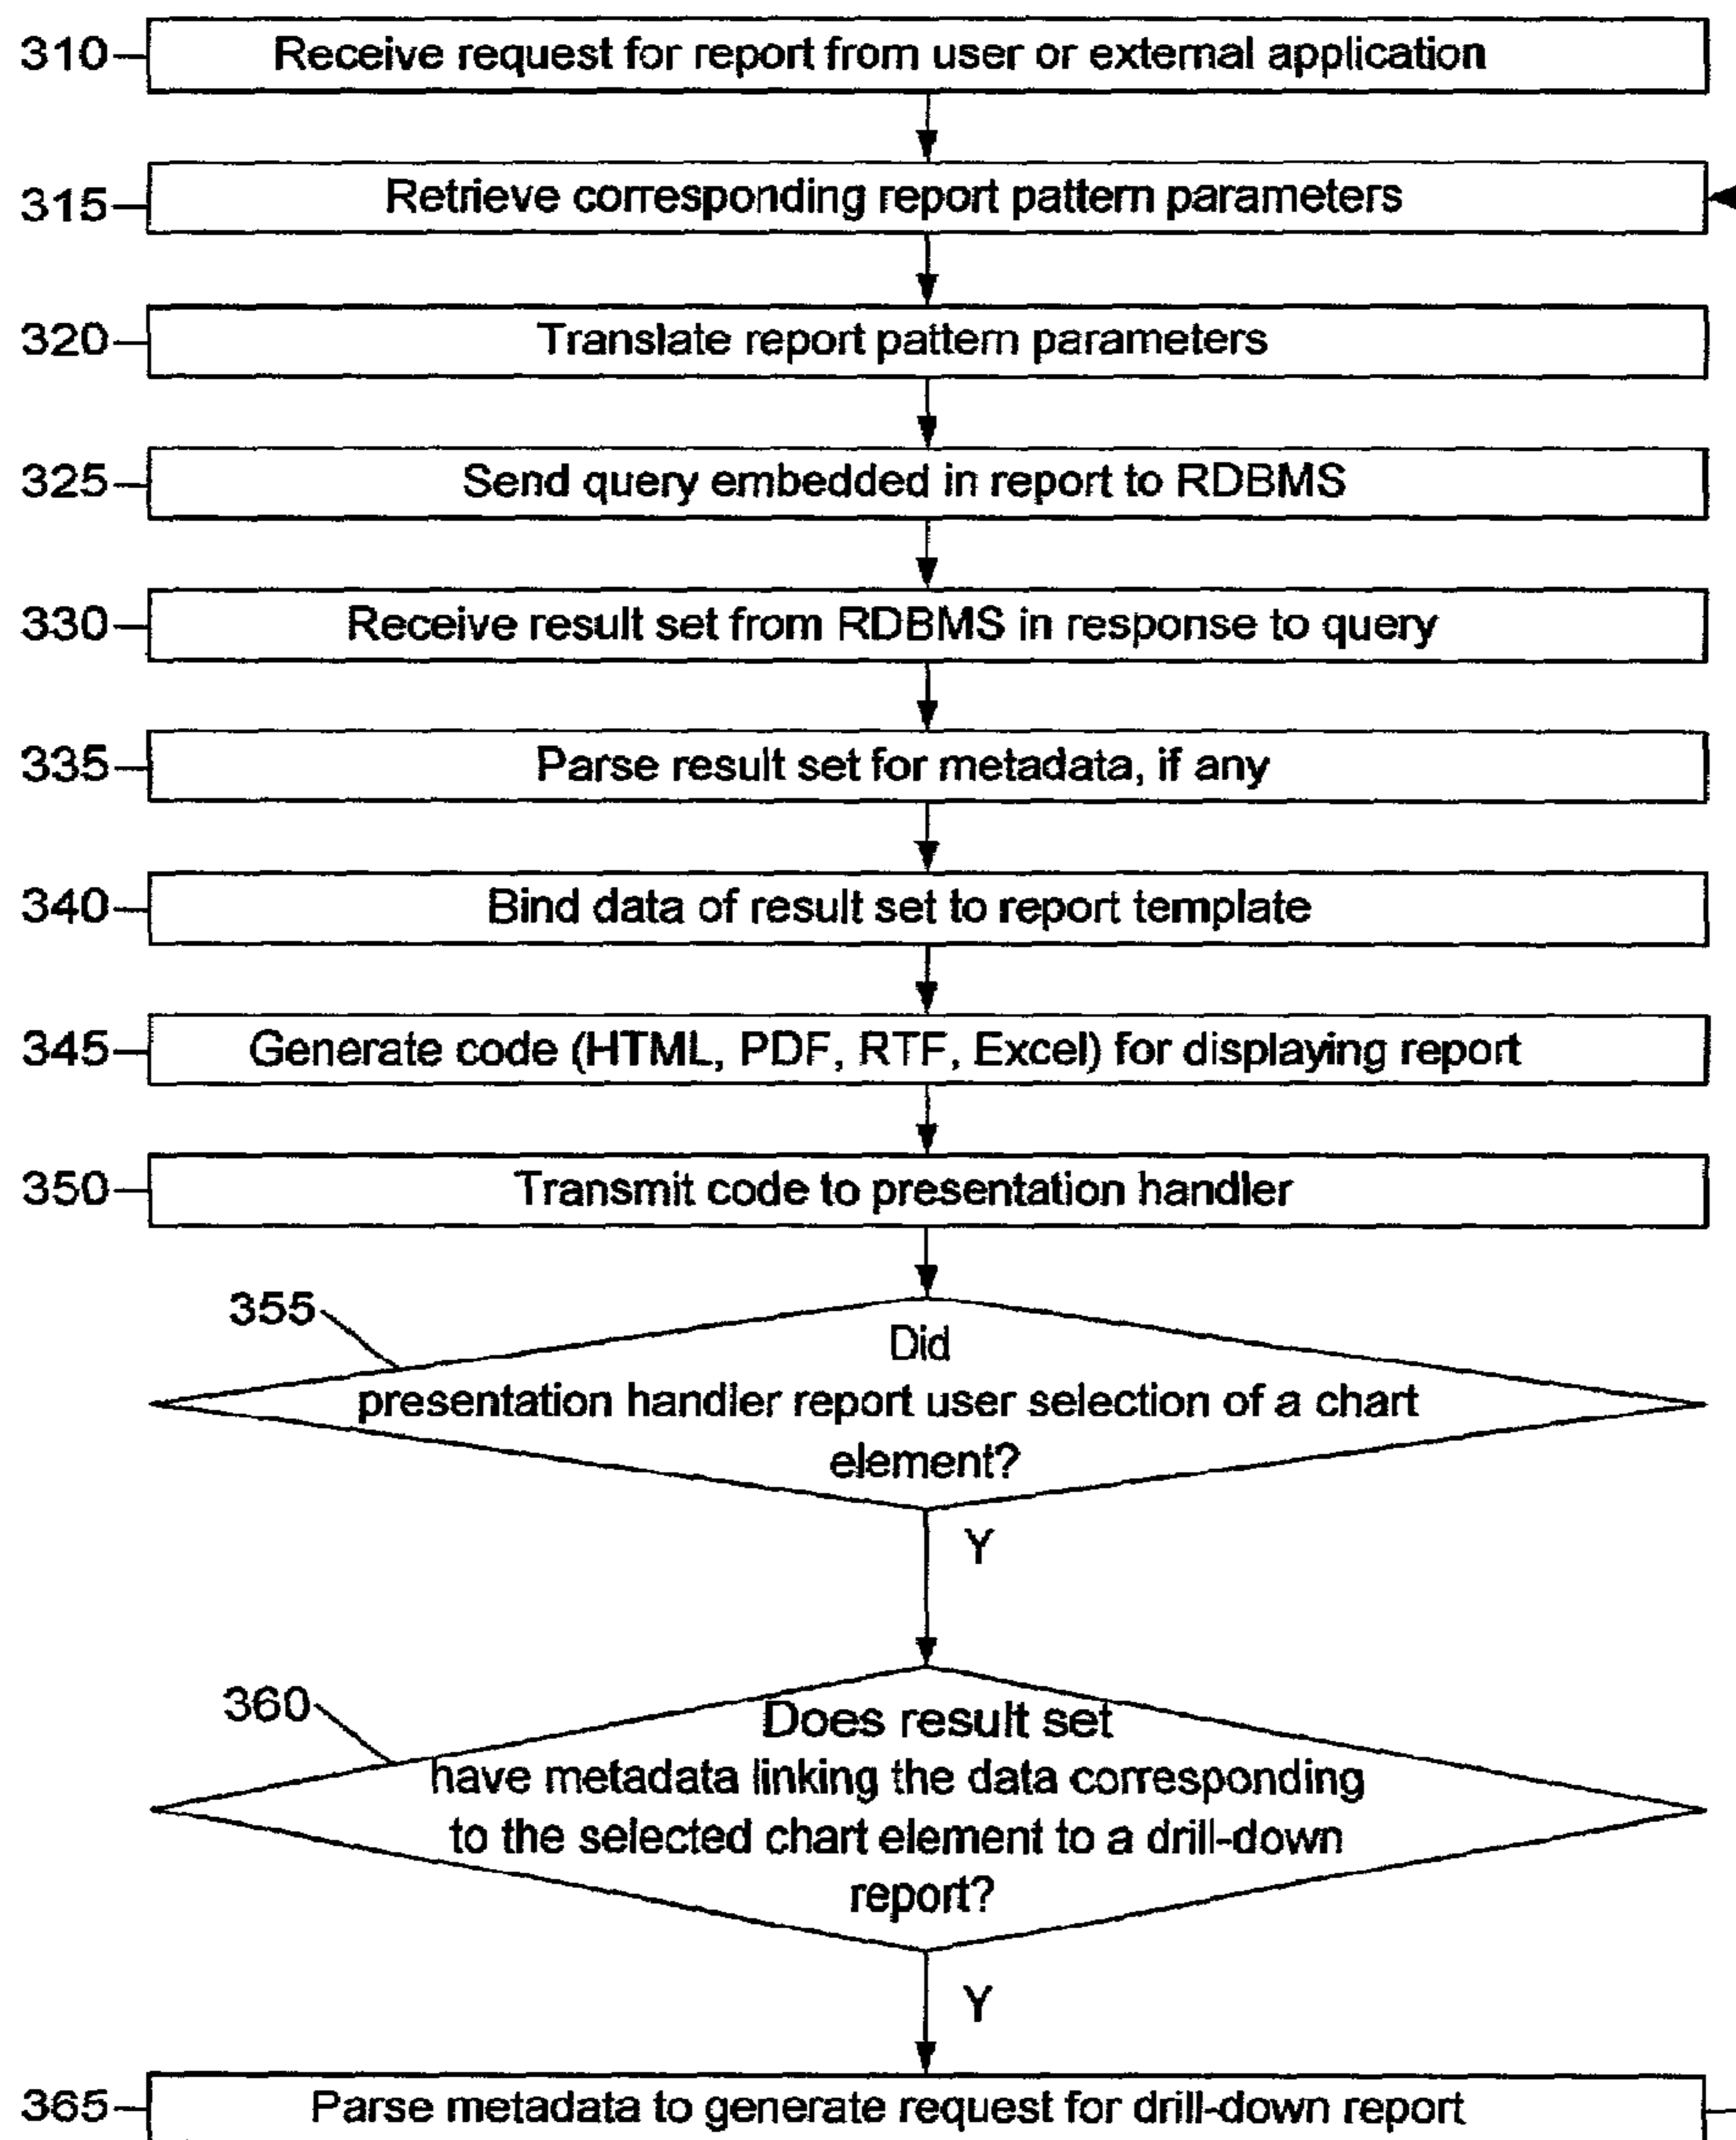 310 Receive request for report from user or external application
315 Retrieve corresponding report pattern parameters
320 Translate report pattern parameters
325 Send query embedded in report to RDBMS
330 Receive result set from RDBMS in response to query
335 Parse result set for metadata, if any
340 Bind data of result set to report template
345 Generate code (HTML, PDF, RTF, Excel) for displaying report
350 Transmit code to presentation handler
355
Did
presentation handler report user selection of a chart
element?
Y
360
Does result set
have metadata linking the data corresponding
to the selected chart element to a drill-down
report?
Y
365 Parse metadata to generate request for drill-down report